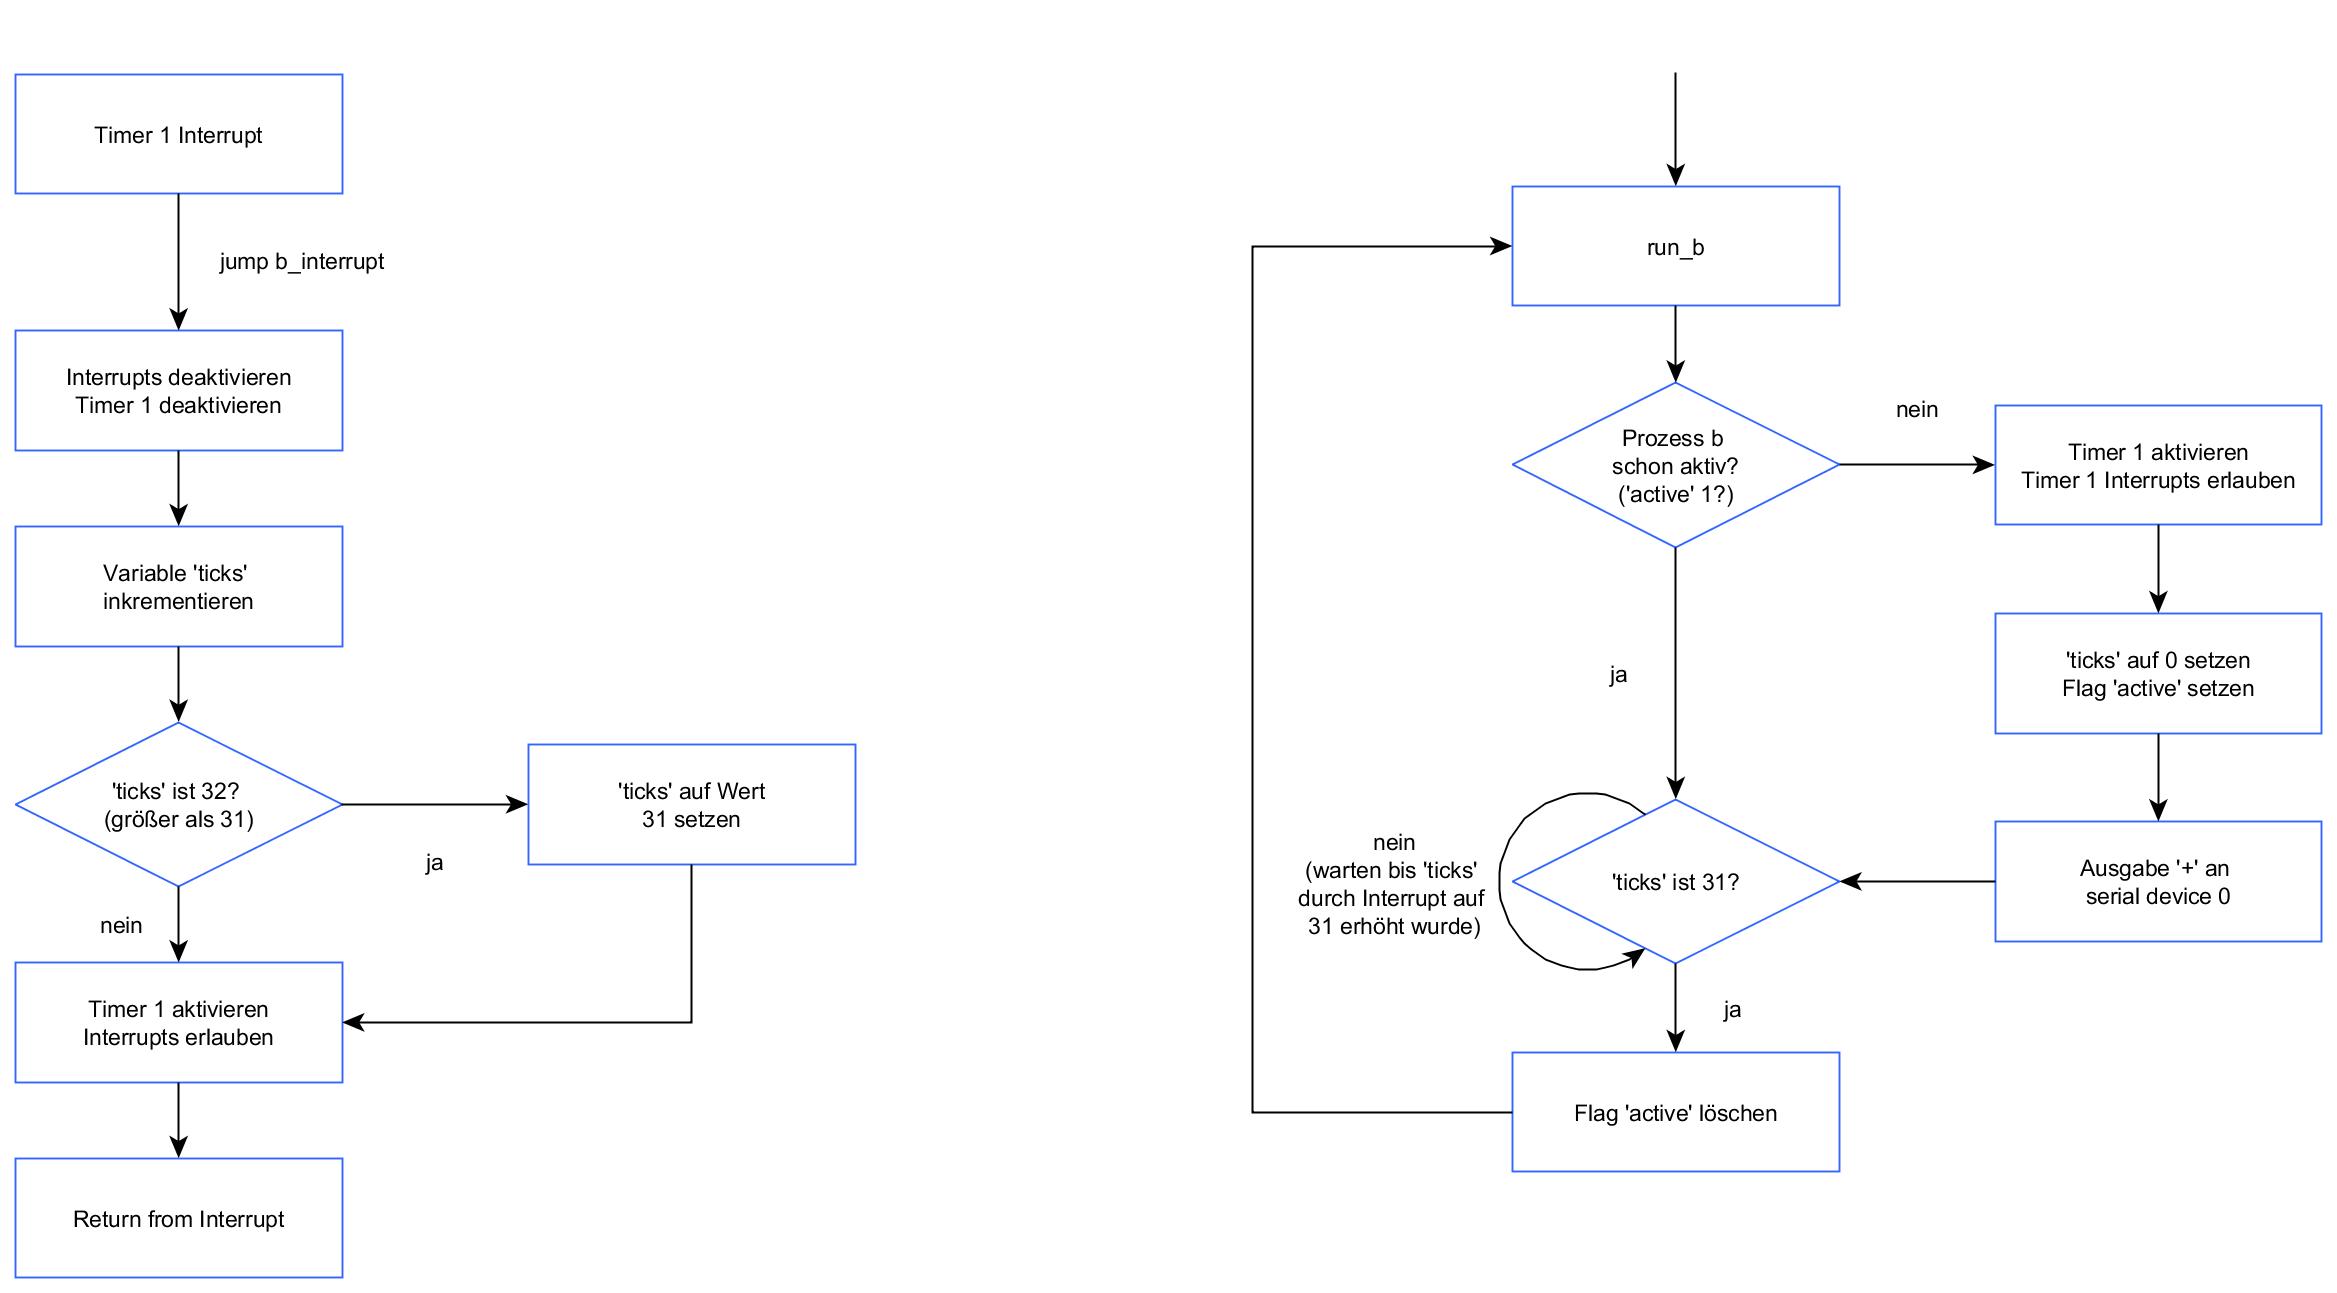 Timer 1 Interrupt
jump b_interrupt
Interrupts deaktivieren
Timer 1 deaktivieren
Variable 'ticks'
inkrementieren
'ticks' ist 32?
(größer als 31)
ja
'ticks' auf Wert
31 setzen
nein
Timer 1 aktivieren
Interrupts erlauben
Return from Interrupt
run_b
Prozess b
schon aktiv?
('active' 1?)
nein
Timer 1 aktivieren
Timer 1 Interrupts erlauben
'ticks' auf 0 setzen
Flag 'active' setzen
Ausgabe '+' an
serial device 0
ja
'ticks' ist 31?
nein
(warten bis 'ticks'
durch Interrupt auf
31 erhöht wurde)
ja
Flag 'active' löschen